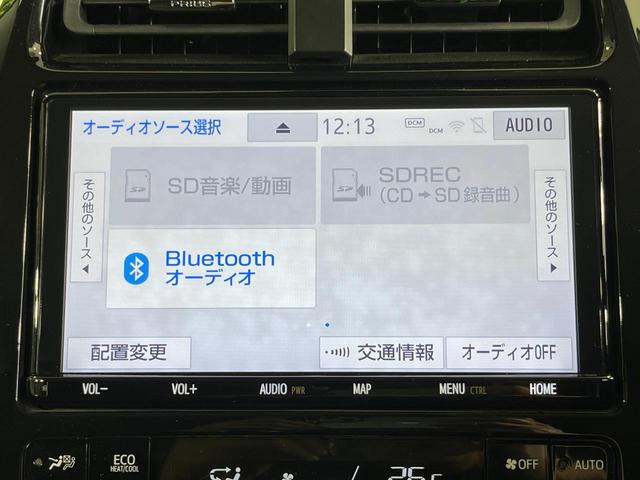 PRIUS
オーディオソース選択
12:13
DCM
DCM
AUDIO
その他のソース
SD
SD音楽/動画
SD
SDREC
(CD➔SD録音曲)
その他のソース
Bluetooth
オーディオ
配置変更
交通情報
オーディオOFF
VOL-
VOL+
AUDIO PWR
MAP
MENU CTRL
HOME
ECO
HEAT/COOL
26
OFF
AUTO